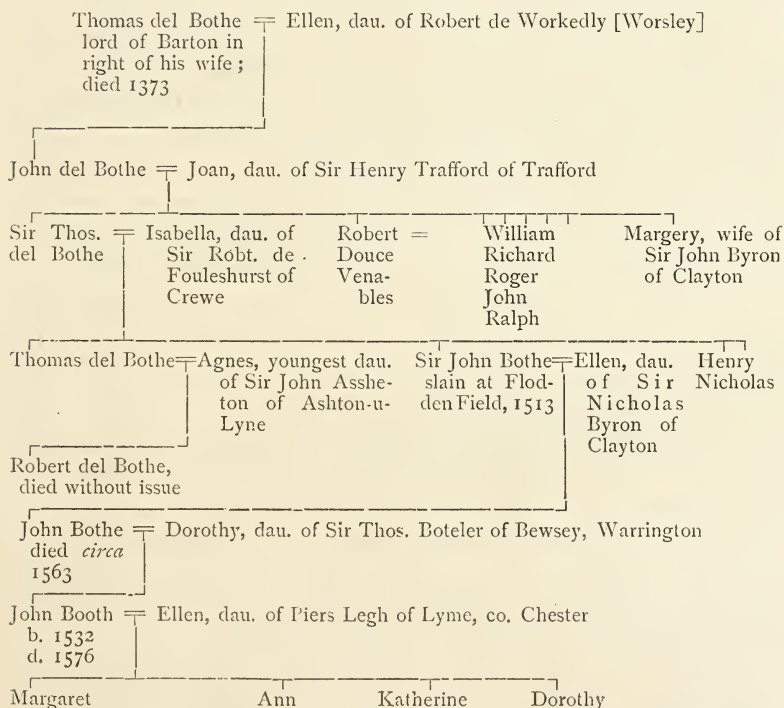 Thomas del Bothe = Ellen, dau. of Robert de Workedly [Worsley]
lord of Barton in
right of his wife;
died 1373
John del Bothe = Joan, dau. of Sir Henry Trafford of Trafford
Sir Thos. = Isabella, dau. of Robert = William Margery, wife of
del Bothe Sir Robt. de Douce Richard Sir John Byron
Fouleshurst of Vena- Roger of Clayton
Crewe bles John
Ralph
Thomas del Bothe = Agnes, youngest dau. Sir John Bothe = Ellen, dau. Henry
of Sir John Asshe- slain at Flod- of Sir Nicholas
ton of Ashton-u- den Field, 1513 Nicholas
Lyne Byron of
Clayton
Robert del Bothe,
died without issue
John Bothe = Dorothy, dau. of Sir Thos. Boteler of Bewsey, Warrington
died circa
1563
John Booth = Ellen, dau. of Piers Legh of Lyme, co. Chester
b. 1532
d. 1576
Margaret Ann Katherine Dorothy